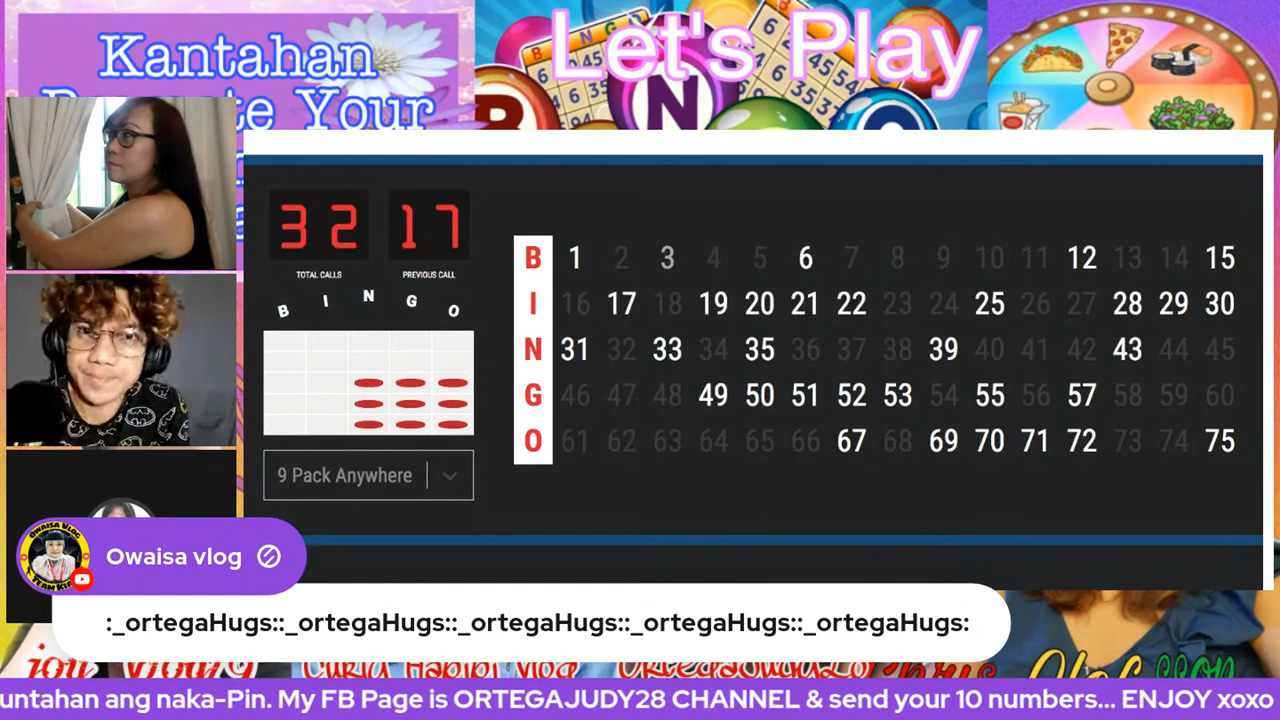 Kantahan
Let's Play
N
32 17
TOTAL CALLS PREVIOUS CALL
B I N G O
9 Pack Anywhere
B 1 2 3 4 5 6 7 8 9 10 11 12 13 14 15
I 16 17 18 19 20 21 22 23 24 25 26 27 28 29 30
N 31 32 33 34 35 36 37 38 39 40 41 42 43 44 45
G 46 47 48 49 50 51 52 53 54 55 56 57 58 59 60
O 61 62 63 64 65 66 67 68 69 70 71 72 73 74 75
Owaisa vlog
:_ortegaHugs::_ortegaHugs::_ortegaHugs::_ortegaHugs::_ortegaHugs:
untahan ang naka-Pin. My FB Page is ORTEGAJUDY28 CHANNEL & send your 10 numbers... ENJOY xoxo